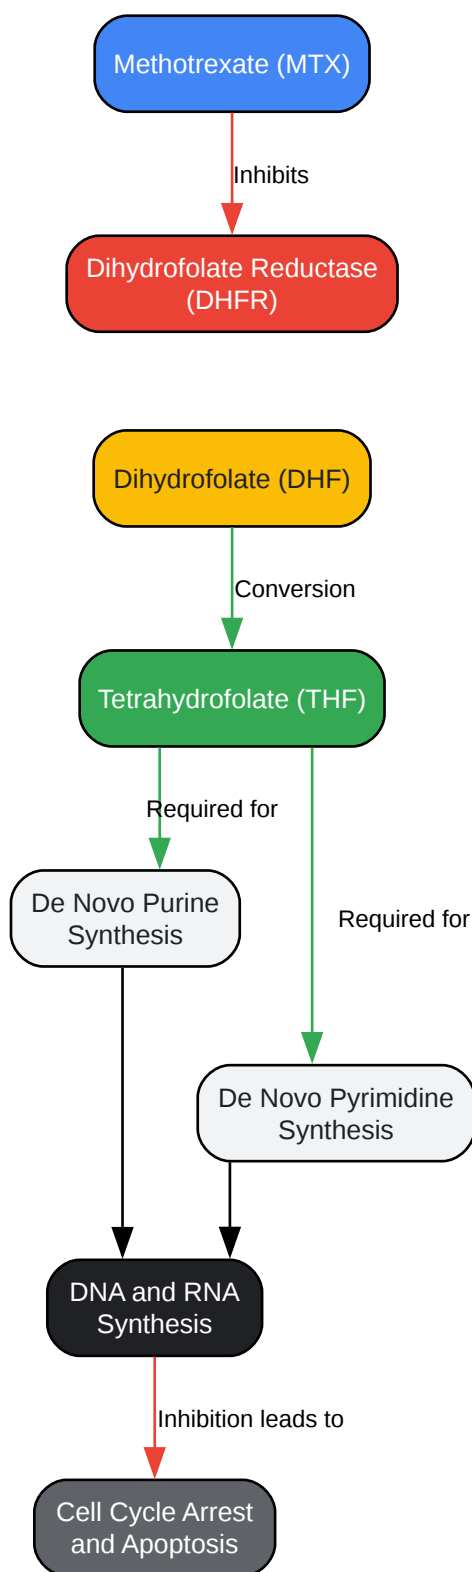 Methotrexate (MTX)
Inhibits
Dihydrofolate Reductase
(DHFR)
Dihydrofolate (DHF)
Conversion
Tetrahydrofolate (THF)
Required for
De Novo Purine
Synthesis
Required for
De Novo Pyrimidine
Synthesis
DNA and RNA
Synthesis
Inhibition leads to
Cell Cycle Arrest
and Apoptosis